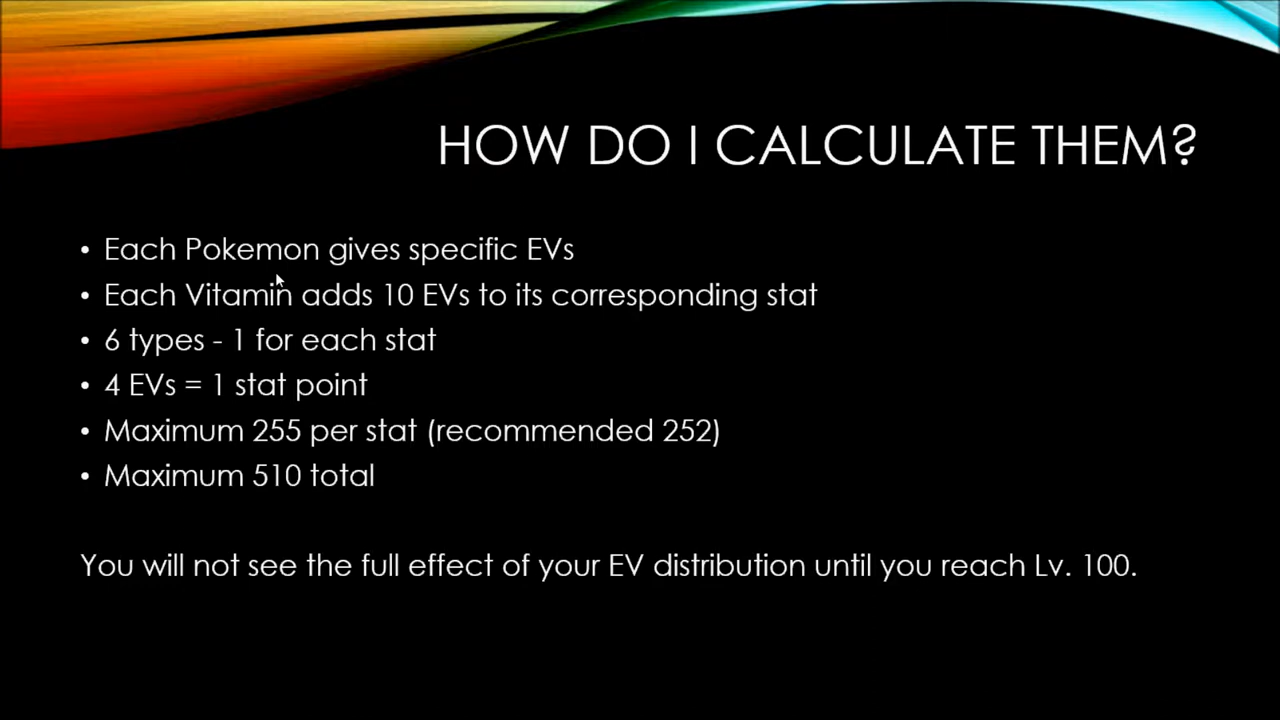 HOW DO I CALCULATE THEM?
• Each Pokemon gives specific EVs
• Each Vitamin adds 10 EVs to its corresponding stat
• 6 types - 1 for each stat
• 4 EVs = 1 stat point
• Maximum 255 per stat (recommended 252)
• Maximum 510 total
You will not see the full effect of your EV distribution until you reach Lv. 100.